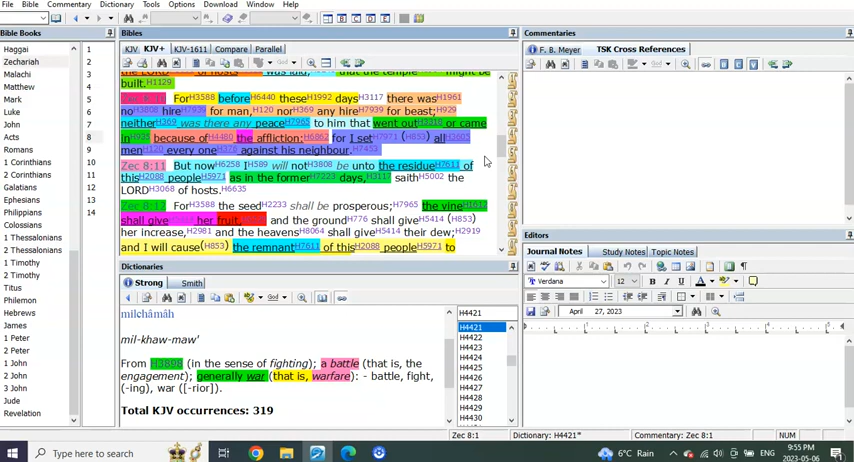 File Bible Commentary Dictionary Tools Options Download Window Help
Bible Books
Haggai
Zechariah
Malachi
Matthew
Mark
Luke
John
Acts
Romans
1 Corinthians
2 Corinthians
Galatians
Ephesians
Philippians
Colossians
1 Thessalonians
2 Thessalonians
1 Timothy
2 Timothy
Titus
Philemon
Hebrews
James
1 Peter
2 Peter
1 John
2 John
3 John
Jude
Revelation
1
2
3
4
5
6
7
8
9
10
11
12
13
14
Bibles
KJV KJV+ KJV-1611 Compare Parallel
the LORD of hosts was laid, that the temple might be
built.H1129
For H3588 before H6440 these H1992 days H3117 there was H1961
no H3808 hire H7939 for man, H120 nor H369 any hire H7939 for beast; H929
neither H369 was there any peace H7965 to him that went out H3318 or came
in H935 because of H4480 the affliction: H6862 for I set H7971 (H853) all H3605
men H120 every one H376 against his neighbour. H7453
Zec 8:11 But now H6258 I H589 will not H3808 be unto the residue H7611 of
this H2088 people H5971 as in the former H7223 days, H3117 saith H5002 the
LORD H3068 of hosts. H6635
Zec 8:12 For H3588 the seed H2233 shall be prosperous; H7965 the vine H1612
shall give her fruit, and the ground H776 shall give H5414 (H853)
her increase, H2981 and the heavens H8064 shall give H5414 their dew; H2919
and I will cause (H853) the remnant H7611 of this H2088 people H5971 to
Dictionaries
Strong Smith
milchâmâh
mil-khaw-maw'
From H3898 (in the sense of fighting); a battle (that is, the
engagement); generally war (that is, warfare): - battle, fight,
(-ing), war ([-rior]).
Total KJV occurrences: 319
H4421
H4421
H4422
H4423
H4424
H4425
H4426
H4427
H4428
H4429
H4430
Commentaries
F. B. Meyer TSK Cross References
Editors
Journal Notes Study Notes Topic Notes
Verdana 12 B I U A
April 27, 2023
Zec 8:1 Dictionary: H4421" Commentary: Zec 8:1 NUM
Type here to search
6°C Rain ENG 9:55 PM
2023-05-06